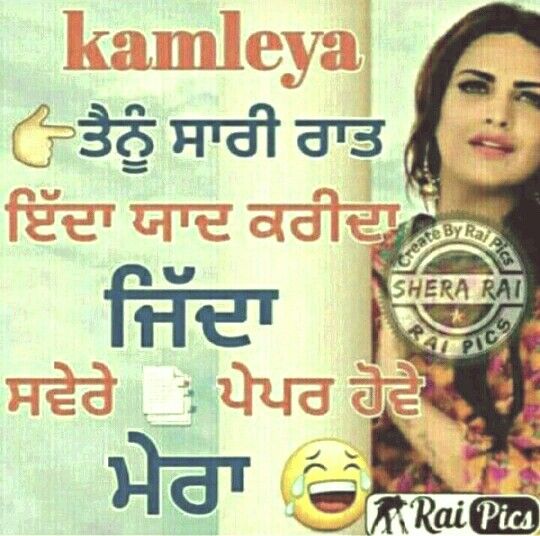 kamleya
👉ਤੈਨੂੰ ਸਾਰੀ ਰਾਤ
ਇੱਦਾ ਯਾਦ ਕਰੀਦਾ
ਜਿੱਦਾ
ਸਵੇਰੇ 📄 ਪੇਪਰ ਹੋਵੇ
ਮੇਰਾ 😂
Create By Rai Pics
SHERA RAI
RAI PICS
Rai Pics